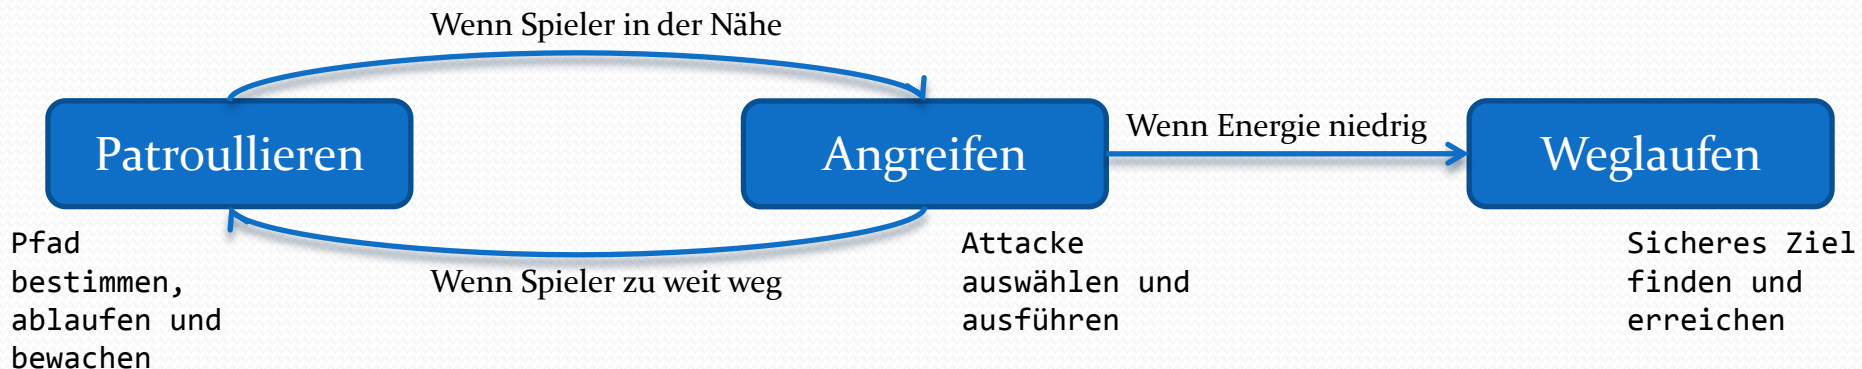 Wenn Spieler in der Nähe
Patroullieren
Angreifen
Wenn Energie niedrig
Weglaufen
Wenn Spieler zu weit weg
Pfad
bestimmen,
ablaufen und
bewachen
Attacke
auswählen und
ausführen
Sicheres Ziel
finden und
erreichen